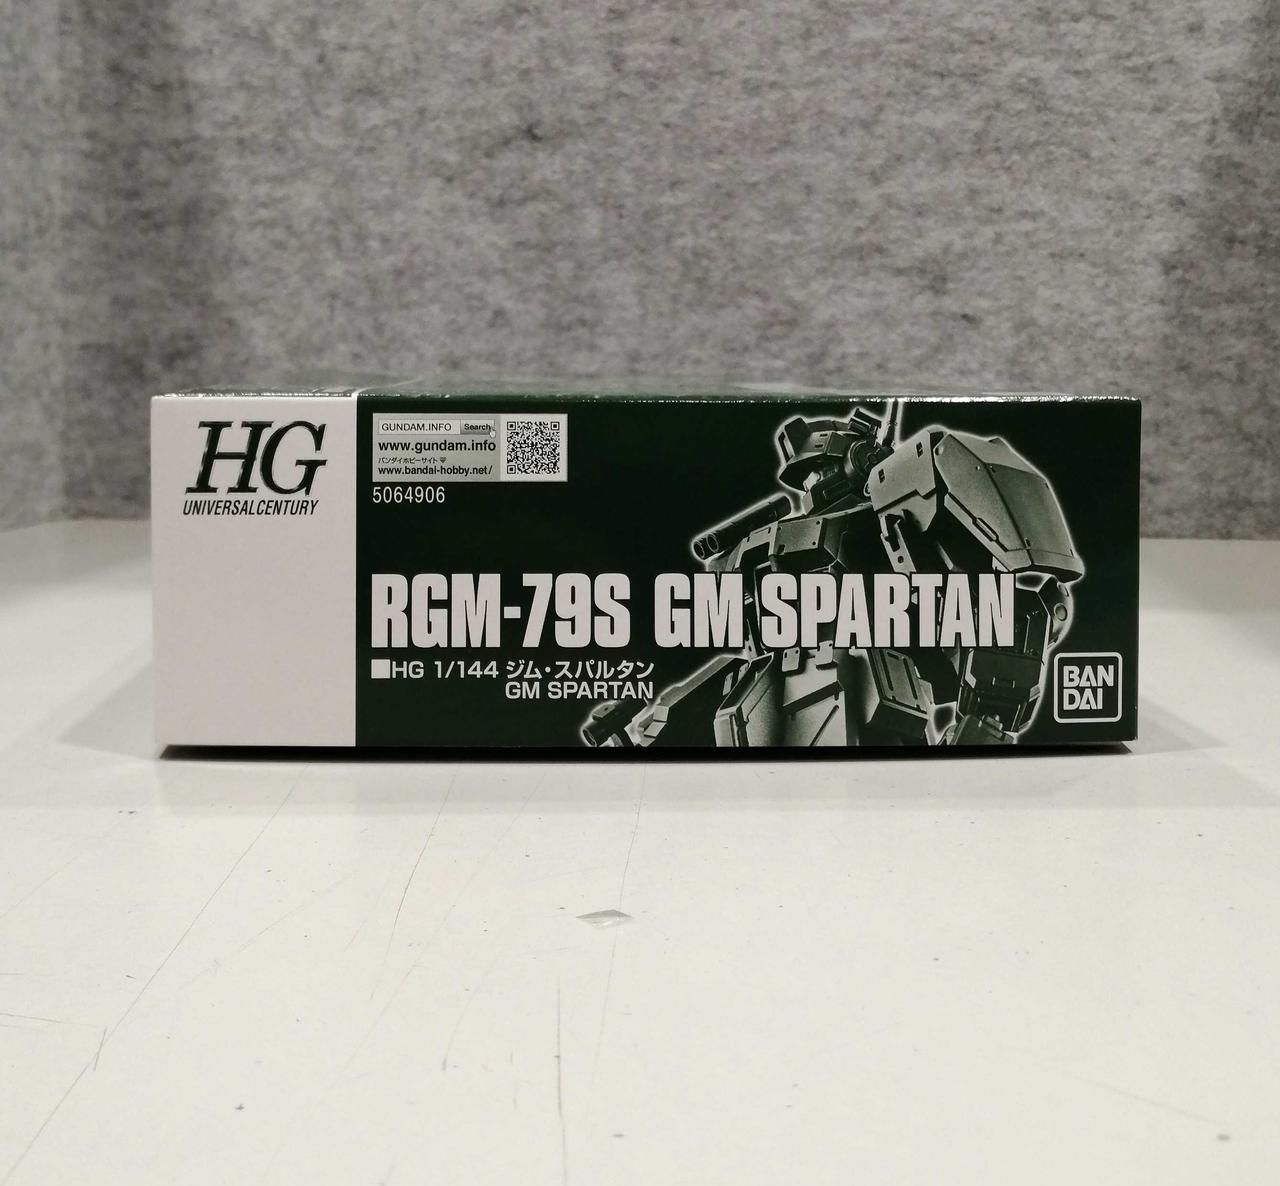 HG
UNIVERSAL CENTURY
GUNDAM.INFO Search
www.gundam.info
バンダイホビーサイト
www.bandai-hobby.net/
5064906
RGM-79S GM SPARTAN
■HG 1/144 ジム・スパルタン
GM SPARTAN
BAN
DAI